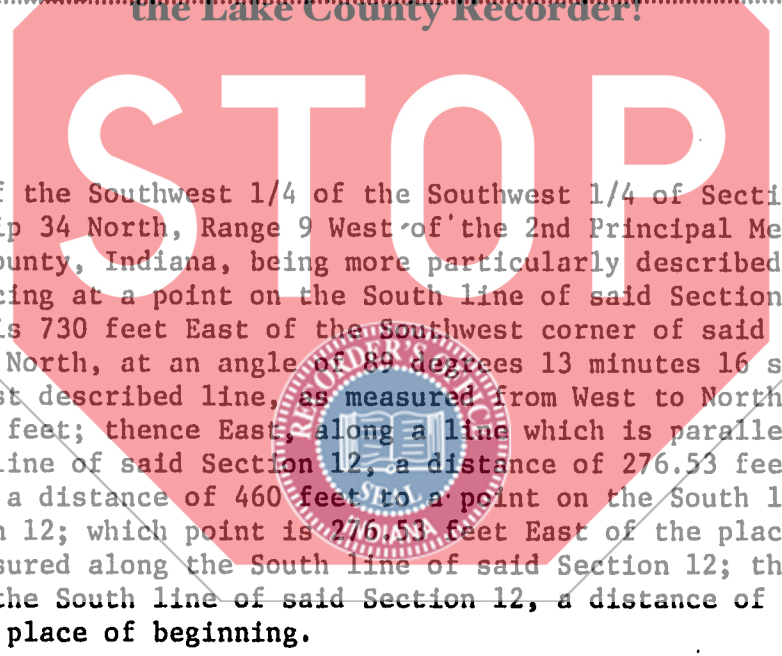 the Lake County Recorder!
STOP
f the Southwest 1/4 of the Southwest 1/4 of Secti
p 34 North, Range 9 West of the 2nd Principal Me
ounty, Indiana, being more particularly described
cing at a point on the South line of said Section
is 730 feet East of the Southwest corner of said
North, at an angle of 89 degrees 13 minutes 16 s
st described line, as measured from West to North
feet; thence East, along a line which is paralle
line of said Section 12, a distance of 276.53 fee
a distance of 460 feet to a point on the South l
n 12; which point is 276.53 feet East of the plac
sured along the South line of said Section 12; th
the South line of said Section 12, a distance of
place of beginning.
RECORDER'S OFFICE
SEAL
INDIANA